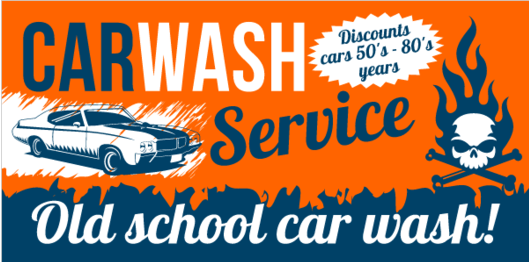 CARWASH
Discounts
cars 50's - 80's
years
Service
Old school car wash!